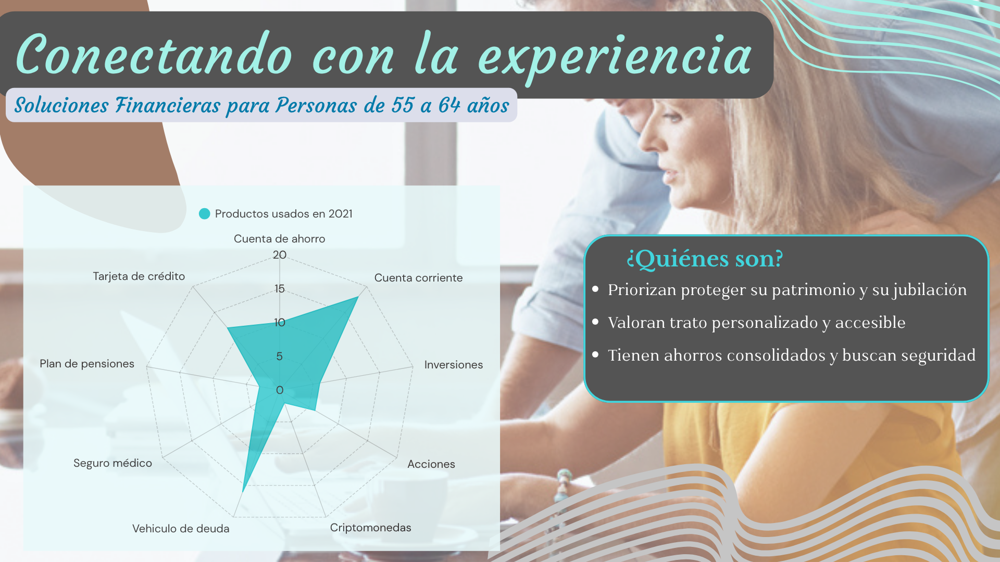 Conectando con la experiencia
Soluciones Financieras para Personas de 55 a 64 años
Productos usados en 2021
Cuenta de ahorro
20
Tarjeta de crédito
Cuenta corriente
15
10
5
Plan de pensiones
Inversiones
0
Seguro médico
Acciones
Vehiculo de deuda
Criptomonedas
¿Quiénes son?
• Priorizan proteger su patrimonio y su jubilación
• Valoran trato personalizado y accesible
• Tienen ahorros consolidados y buscan seguridad